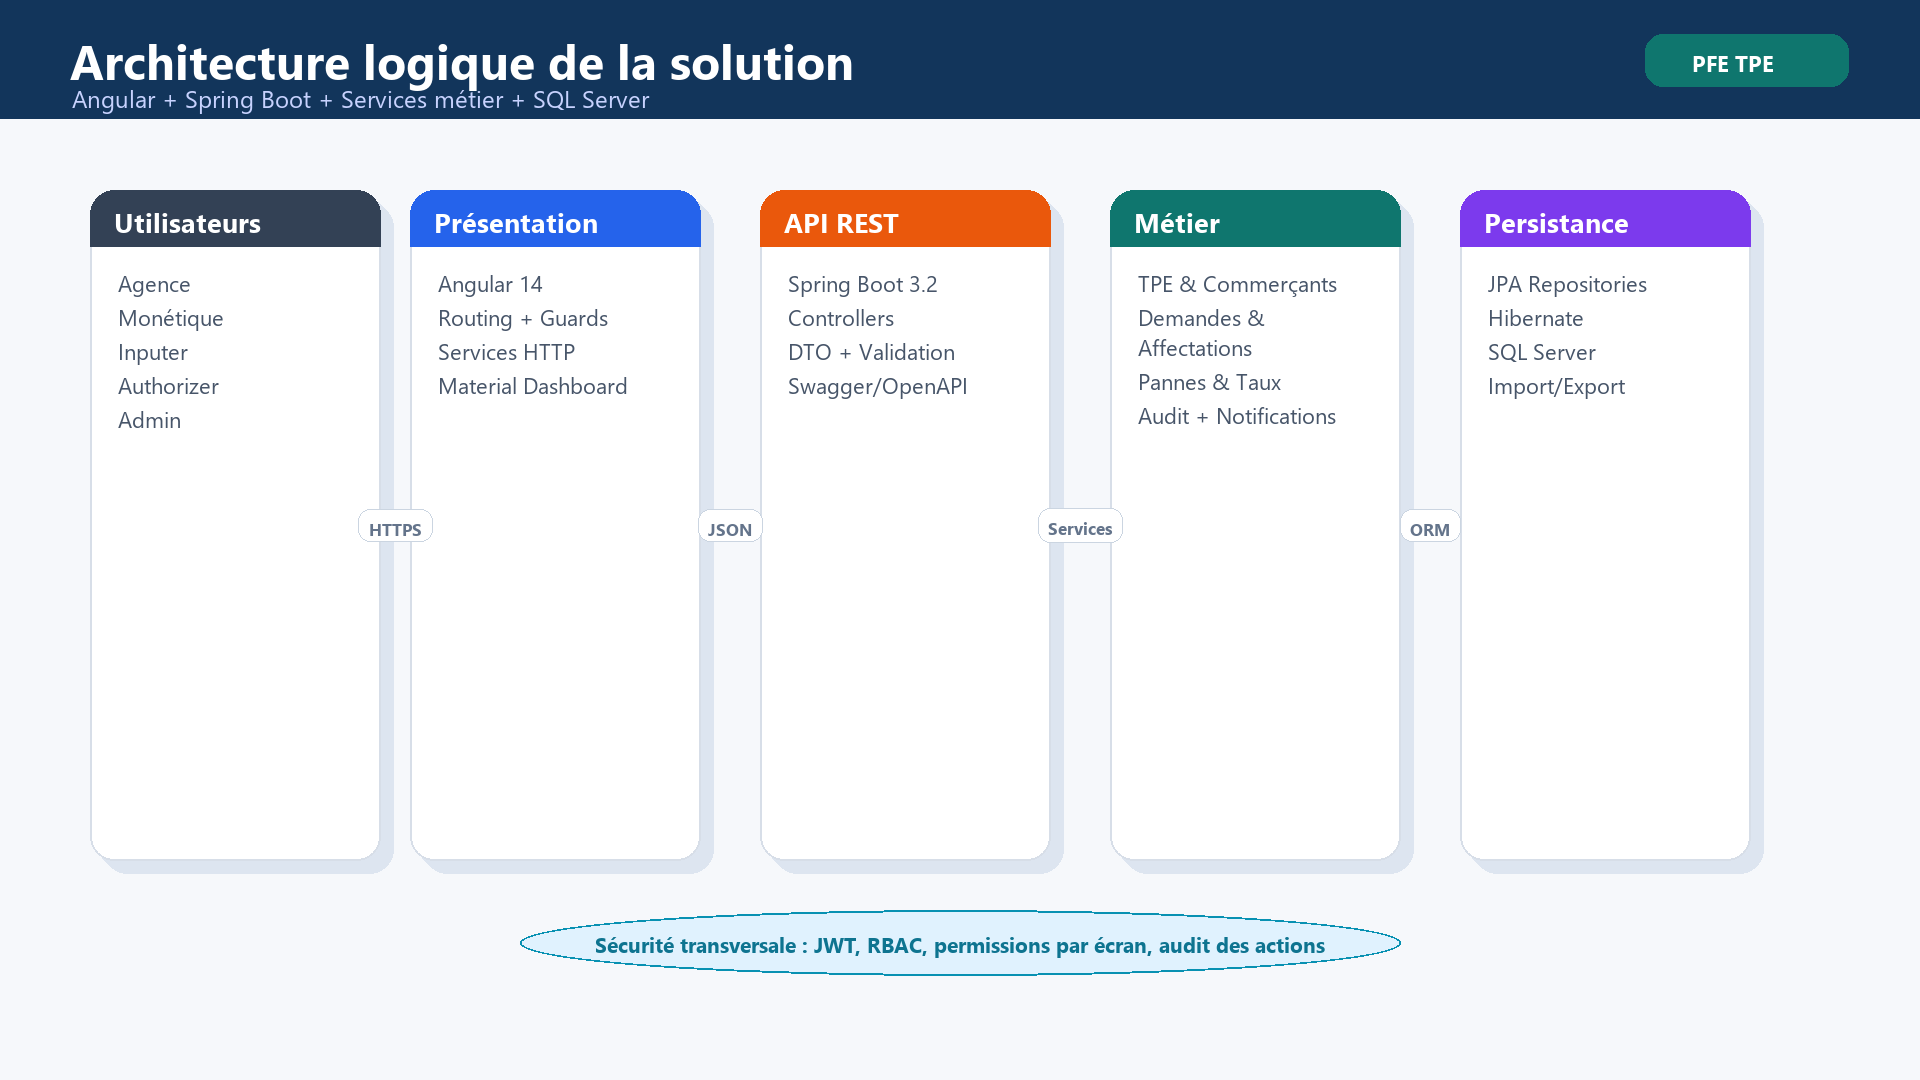 Architecture logique de la solution
Angular + Spring Boot + Services métier + SQL Server
PFE TPE
Utilisateurs
Agence
Monétique
Inputer
Authorizer
Admin
HTTPS
Présentation
Angular 14
Routing + Guards
Services HTTP
Material Dashboard
JSON
API REST
Spring Boot 3.2
Controllers
DTO + Validation
Swagger/OpenAPI
Services
Métier
TPE & Commerçants
Demandes &
Affectations
Pannes & Taux
Audit + Notifications
ORM
Persistance
JPA Repositories
Hibernate
SQL Server
Import/Export
Sécurité transversale : JWT, RBAC, permissions par écran, audit des actions